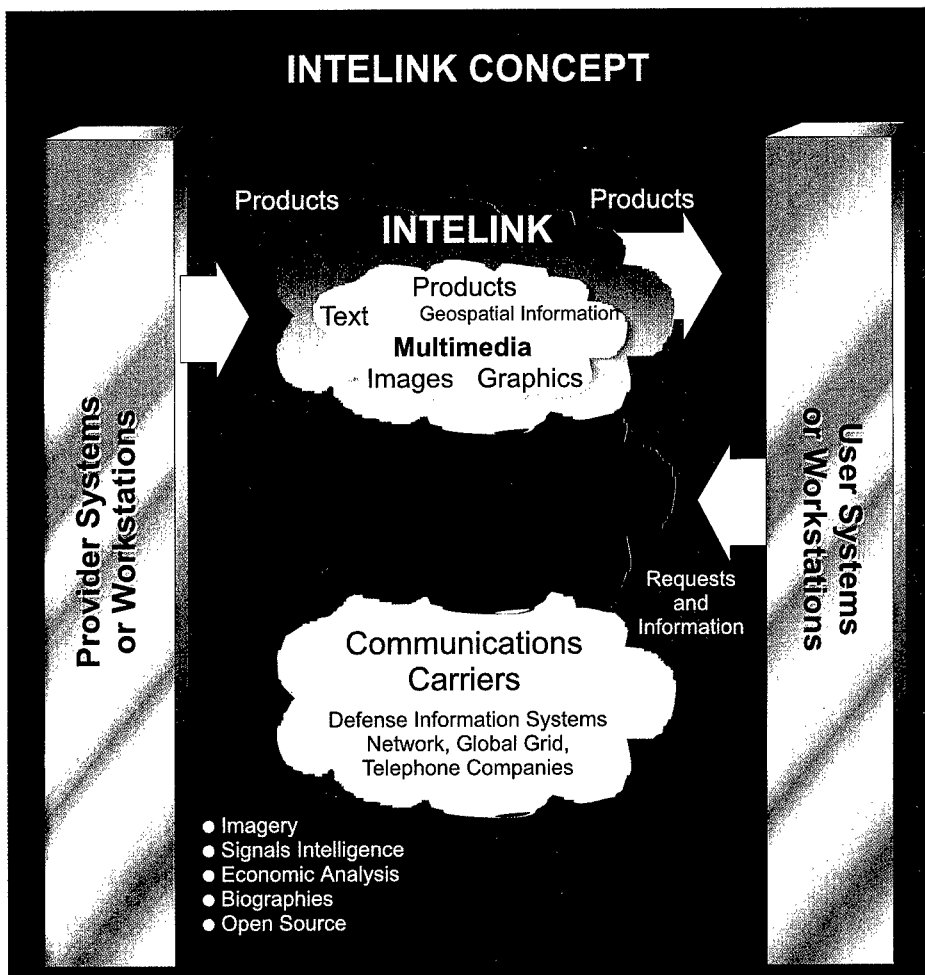 INTELINK CONCEPT
Products
Products
INTELINK
Products
Text
Geospatial Information
Multimedia
Images Graphics
Provider Systems
or Workstations
User Systems
or Workstations
Requests
and
Information
Communications
Carriers
Defense Information Systems
Network, Global Grid,
Telephone Companies
● Imagery
● Signals Intelligence
● Economic Analysis
● Biographies
● Open Source